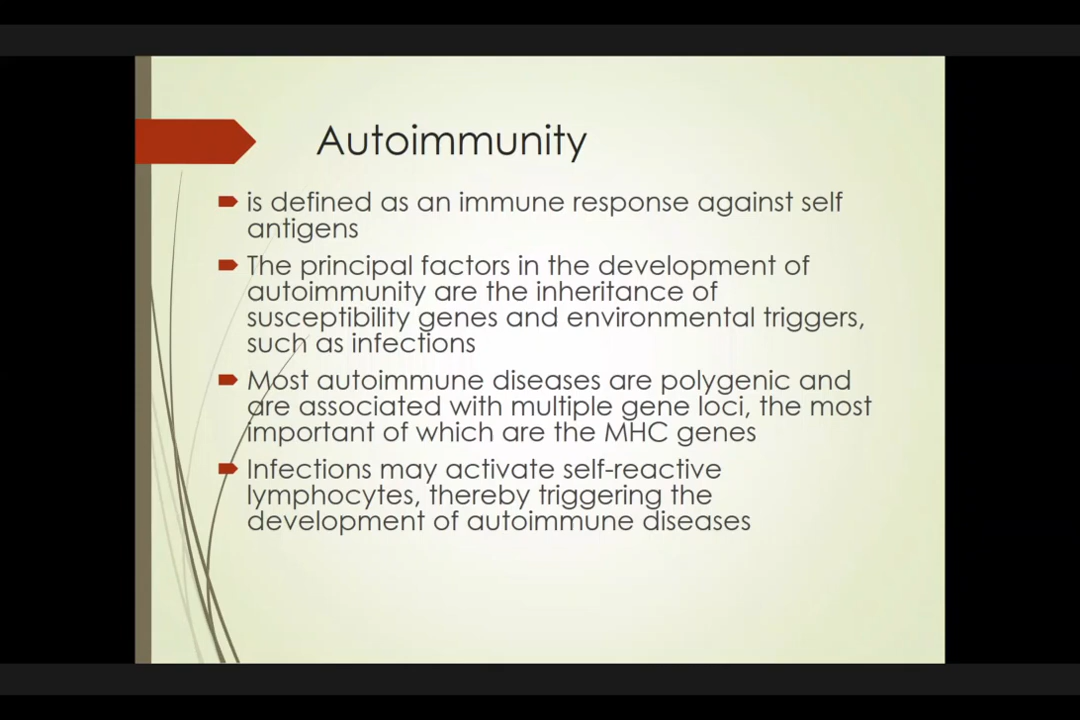 Autoimmunity
is defined as an immune response against self
antigens
The principal factors in the development of
autoimmunity are the inheritance of
susceptibility genes and environmental triggers,
such as infections
Most autoimmune diseases are polygenic and
are associated with multiple gene loci, the most
important of which are the MHC genes
Infections may activate self-reactive
lymphocytes, thereby triggering the
development of autoimmune diseases